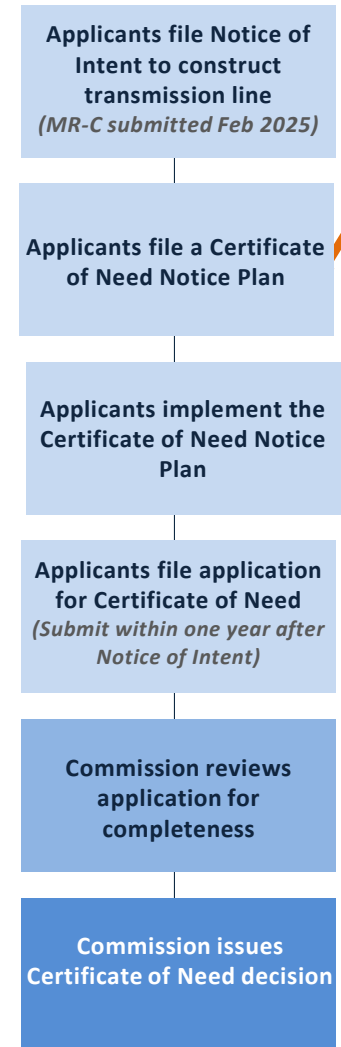 Applicants file Notice of
Intent to construct
transmission line
(MR-C submitted Feb 2025)
Applicants file a Certificate
of Need Notice Plan
Applicants implement the
Certificate of Need Notice
Plan
Applicants file application
for Certificate of Need
(Submit within one year after
Notice of Intent)
Commission reviews
application for
completeness
Commission issues
Certificate of Need decision